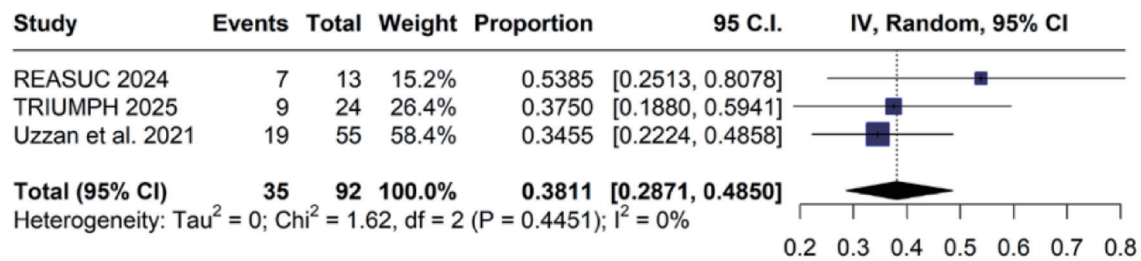 Study Events Total Weight Proportion 95 C.I. IV, Random, 95% CI
REASUC 2024 7 13 15.2% 0.5385 [0.2513, 0.8078]
TRIUMPH 2025 9 24 26.4% 0.3750 [0.1880, 0.5941]
Uzzan et al. 2021 19 55 58.4% 0.3455 [0.2224, 0.4858]
Total (95% CI) 35 92 100.0% 0.3811 [0.2871, 0.4850]
Heterogeneity: Tau² = 0; Chi² = 1.62, df = 2 (P = 0.4451); I² = 0%
0.2 0.3 0.4 0.5 0.6 0.7 0.8